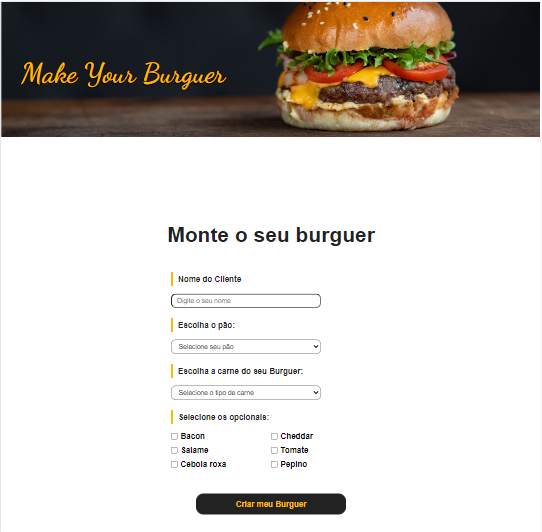 Make Your Burguer
Monte o seu burguer
Nome do Cliente
Digite o seu nome
Escolha o pão:
Selecione seu pão
Escolha a carne do seu Burguer:
Selecione o tipo de carne
Selecione os opcionais:
Bacon Cheddar
Salame Tomate
Cebola roxa Pepino
Criar meu Burguer